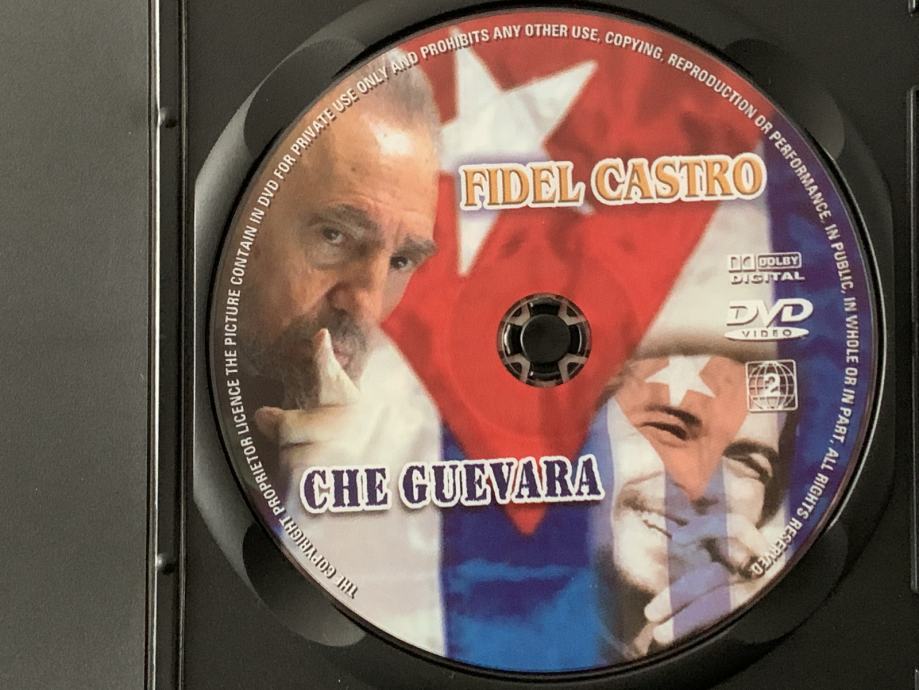 THE COPYRIGHT PROPRIETOR LICENCE THE PICTURE CONTAIN IN DVD FOR PRIVATE USE ONLY AND PROHIBITS ANY OTHER USE, COPYING, REPRODUCTION OR PERFORMANCE, IN PUBLIC, IN WHOLE OR IN PART, ALL RIGHTS RESERVED.
FIDEL CASTRO
DOLBY
DIGITAL
DVD
VIDEO
2
CHE GUEVARA